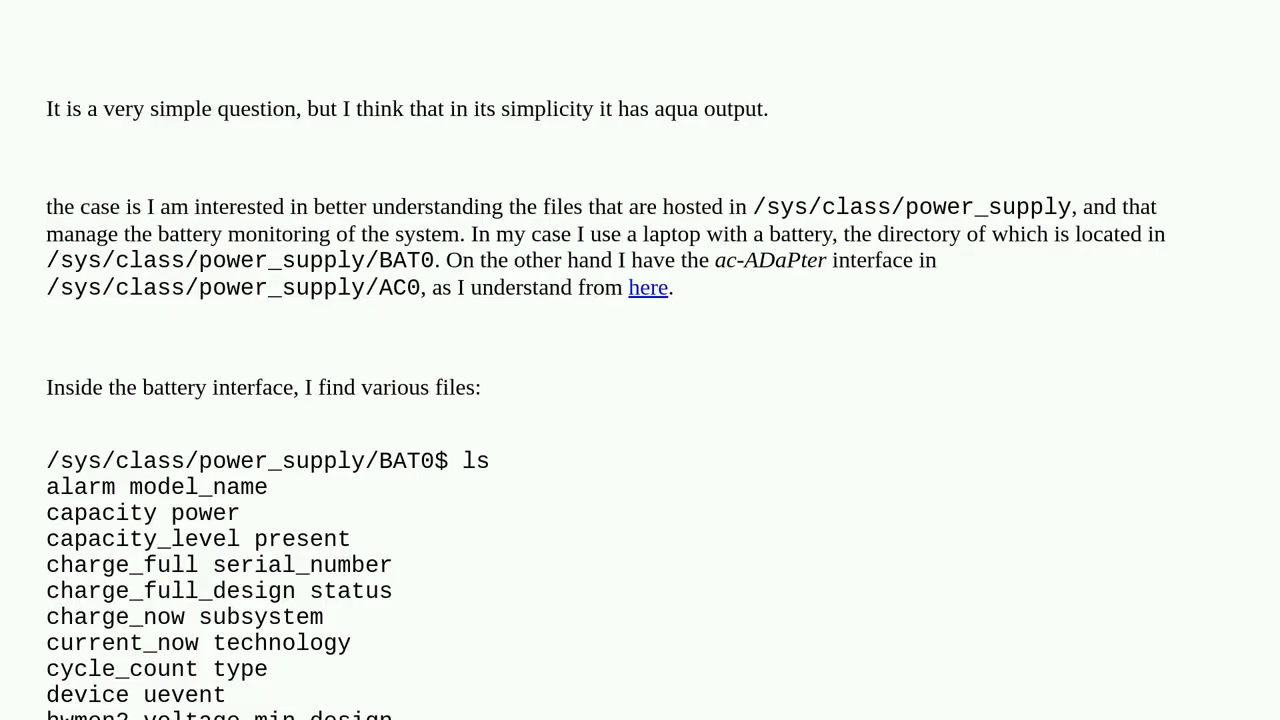 It is a very simple question, but I think that in its simplicity it has aqua output.
the case is I am interested in better understanding the files that are hosted in /sys/class/power_supply, and that
manage the battery monitoring of the system. In my case I use a laptop with a battery, the directory of which is located in
/sys/class/power_supply/BAT0. On the other hand I have the ac-ADaPter interface in
/sys/class/power_supply/AC0, as I understand from here.
Inside the battery interface, I find various files:
/sys/class/power_supply/BAT0$ ls
alarm model_name
capacity power
capacity_level present
charge_full serial_number
charge_full_design status
charge_now subsystem
current_now technology
cycle_count type
device uevent
hwmon2 voltage_min_design